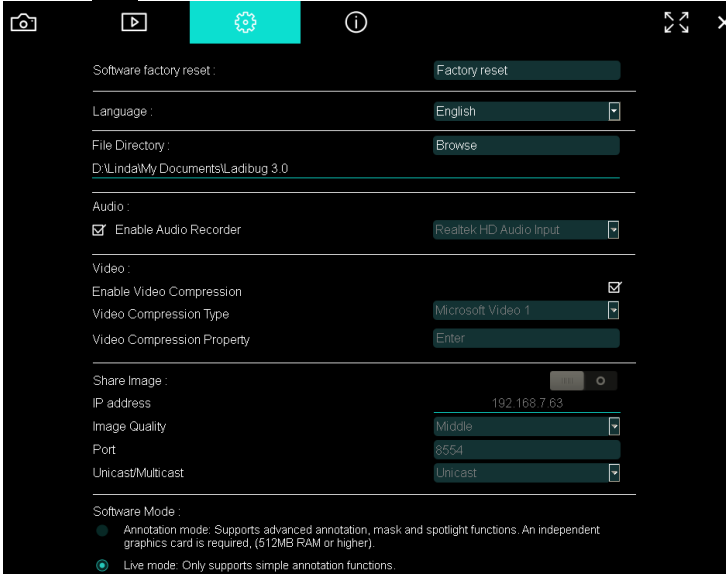 Software factory reset :
Factory reset
Language :
English
File Directory :
Browse
D:\Linda\My Documents\Ladibug 3.0
Audio :
Enable Audio Recorder
Realtek HD Audio Input
Video :
Enable Video Compression
Video Compression Type
Microsoft Video 1
Video Compression Property
Enter
Share Image :
IP address
192.168.7.63
Image Quality
Middle
Port
8554
Unicast/Multicast
Unicast
Software Mode :
Annotation mode: Supports advanced annotation, mask and spotlight functions. An independent
graphics card is required, (512MB RAM or higher).
Live mode: Only supports simple annotation functions.